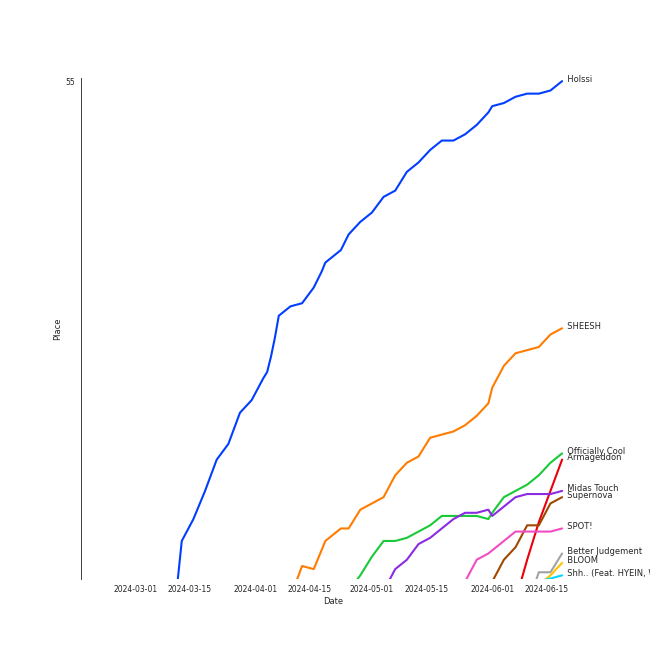 55
Holssi
SHEESH
Place
Officially Cool
Armageddon
Midas Touch
Supernova
SPOT!
Better Judgement
BLOOM
Shh.. (Feat. HYEIN,
2024-03-01 2024-03-15 2024-04-01 2024-04-15 2024-05-01 2024-05-15 2024-06-01 2024-06-15
Date